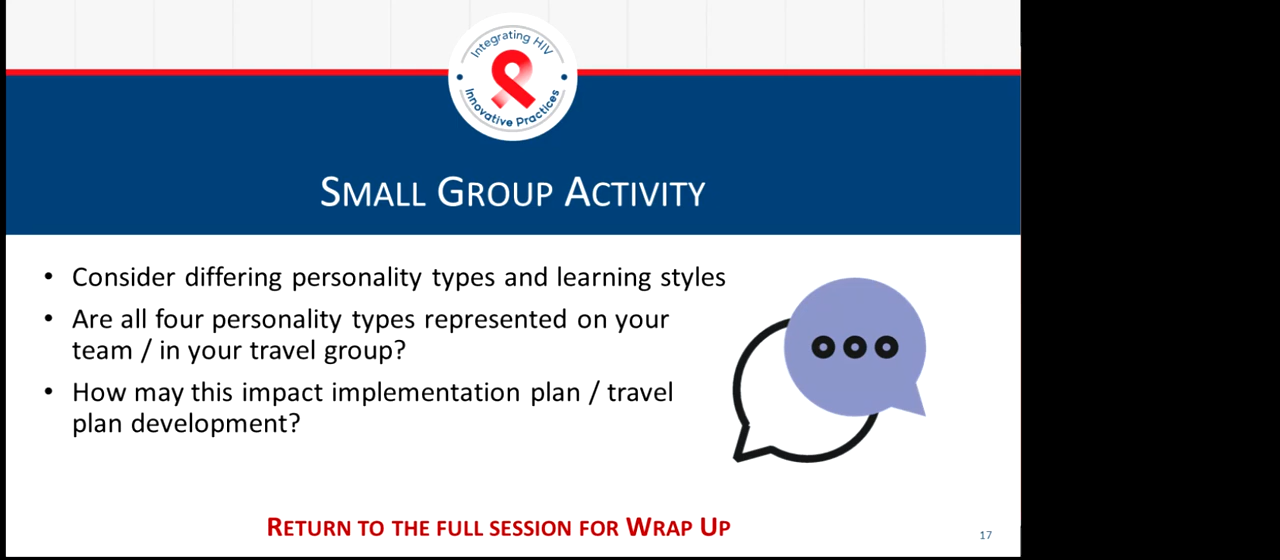 Integrating HIV
Innovative Practices
SMALL GROUP ACTIVITY
• Consider differing personality types and learning styles
• Are all four personality types represented on your
team / in your travel group?
• How may this impact implementation plan / travel
plan development?
RETURN TO THE FULL SESSION FOR WRAP UP
17